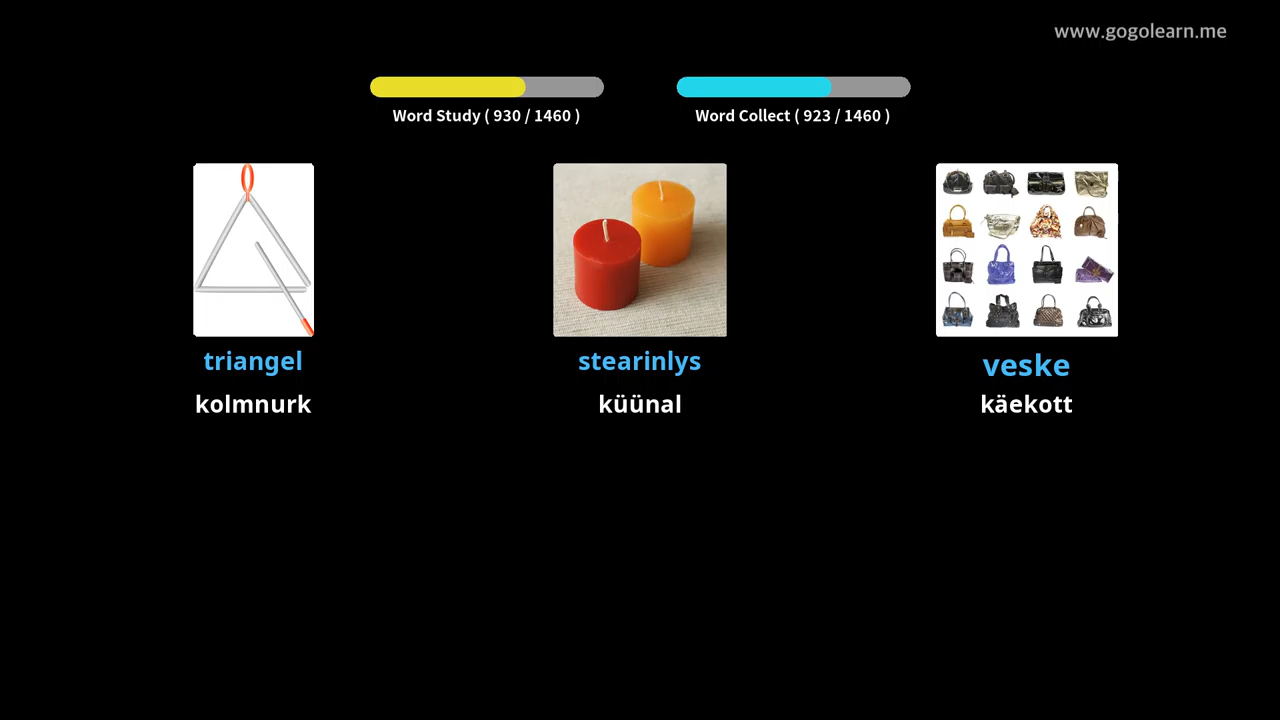 www.gogolearn.me
Word Study ( 930 / 1460 )
Word Collect ( 923 / 1460 )
triangel
kolmnurk
stearinlys
küünal
veske
käekott